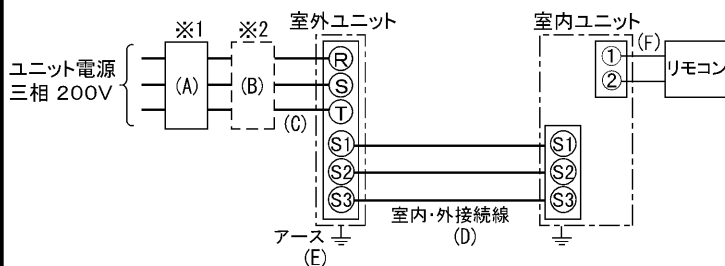 ※1
※2
室外ユニット
室内ユニット
ユニット電源
三相 200V
(A)
(B)
(C)
R
S
T
S1
S2
S3
①
②
(F)
リモコン
S1
S2
S3
室内・外接続線
(D)
アース
(E)